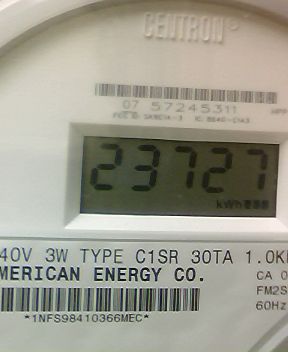 CENTRON®
07 57245311
23727
kWh
40V 3W TYPE C1SR 30TA 1.0K
MERICAN ENERGY CO.
CA 0
FM2S
60Hz
*1NFS98410366MEC*